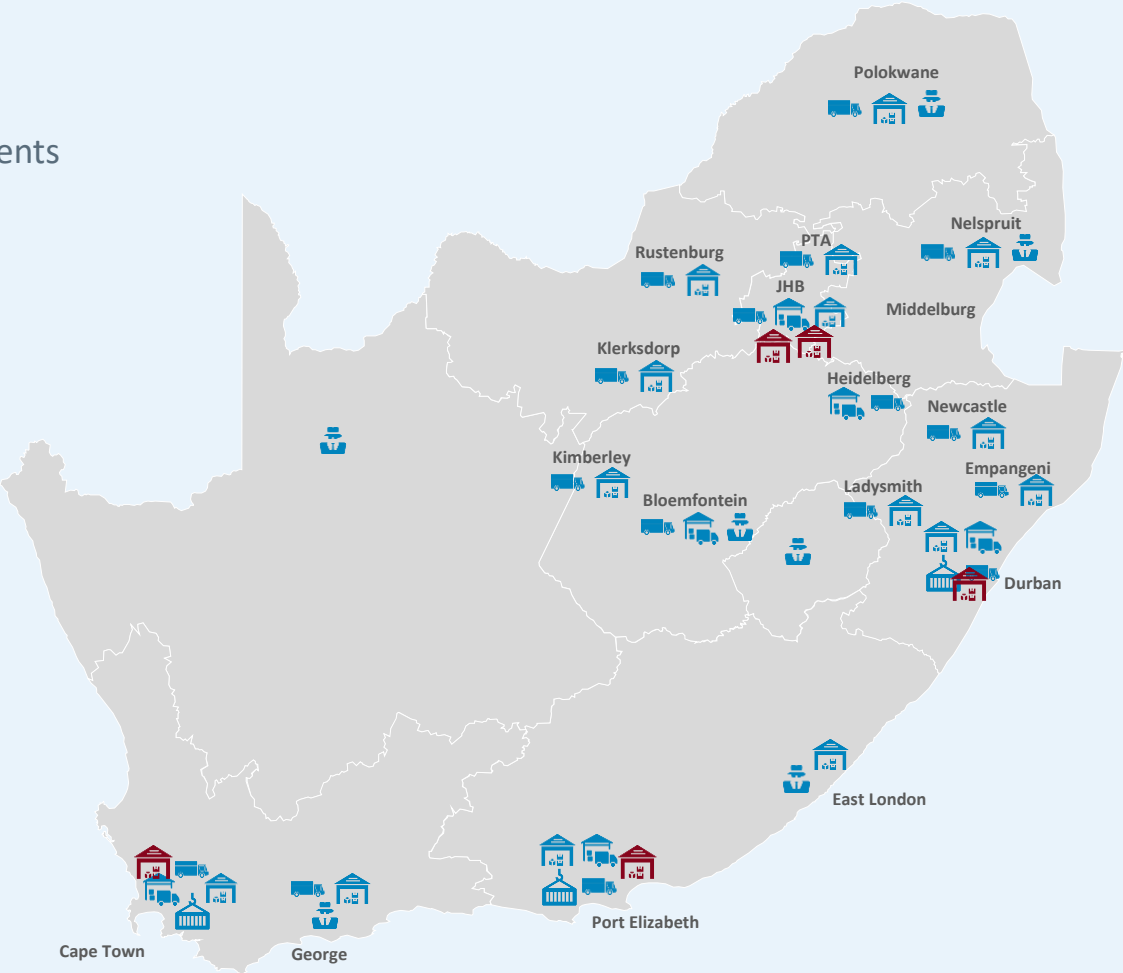 Polokwane
ents
Nelspruit
PTA
Rustenburg
JHB
Middelburg
Klerksdorp
Heidelberg
Newcastle
Kimberley
Empangeni
Ladysmith
Bloemfontein
Durban
East London
Port Elizabeth
Cape Town
George